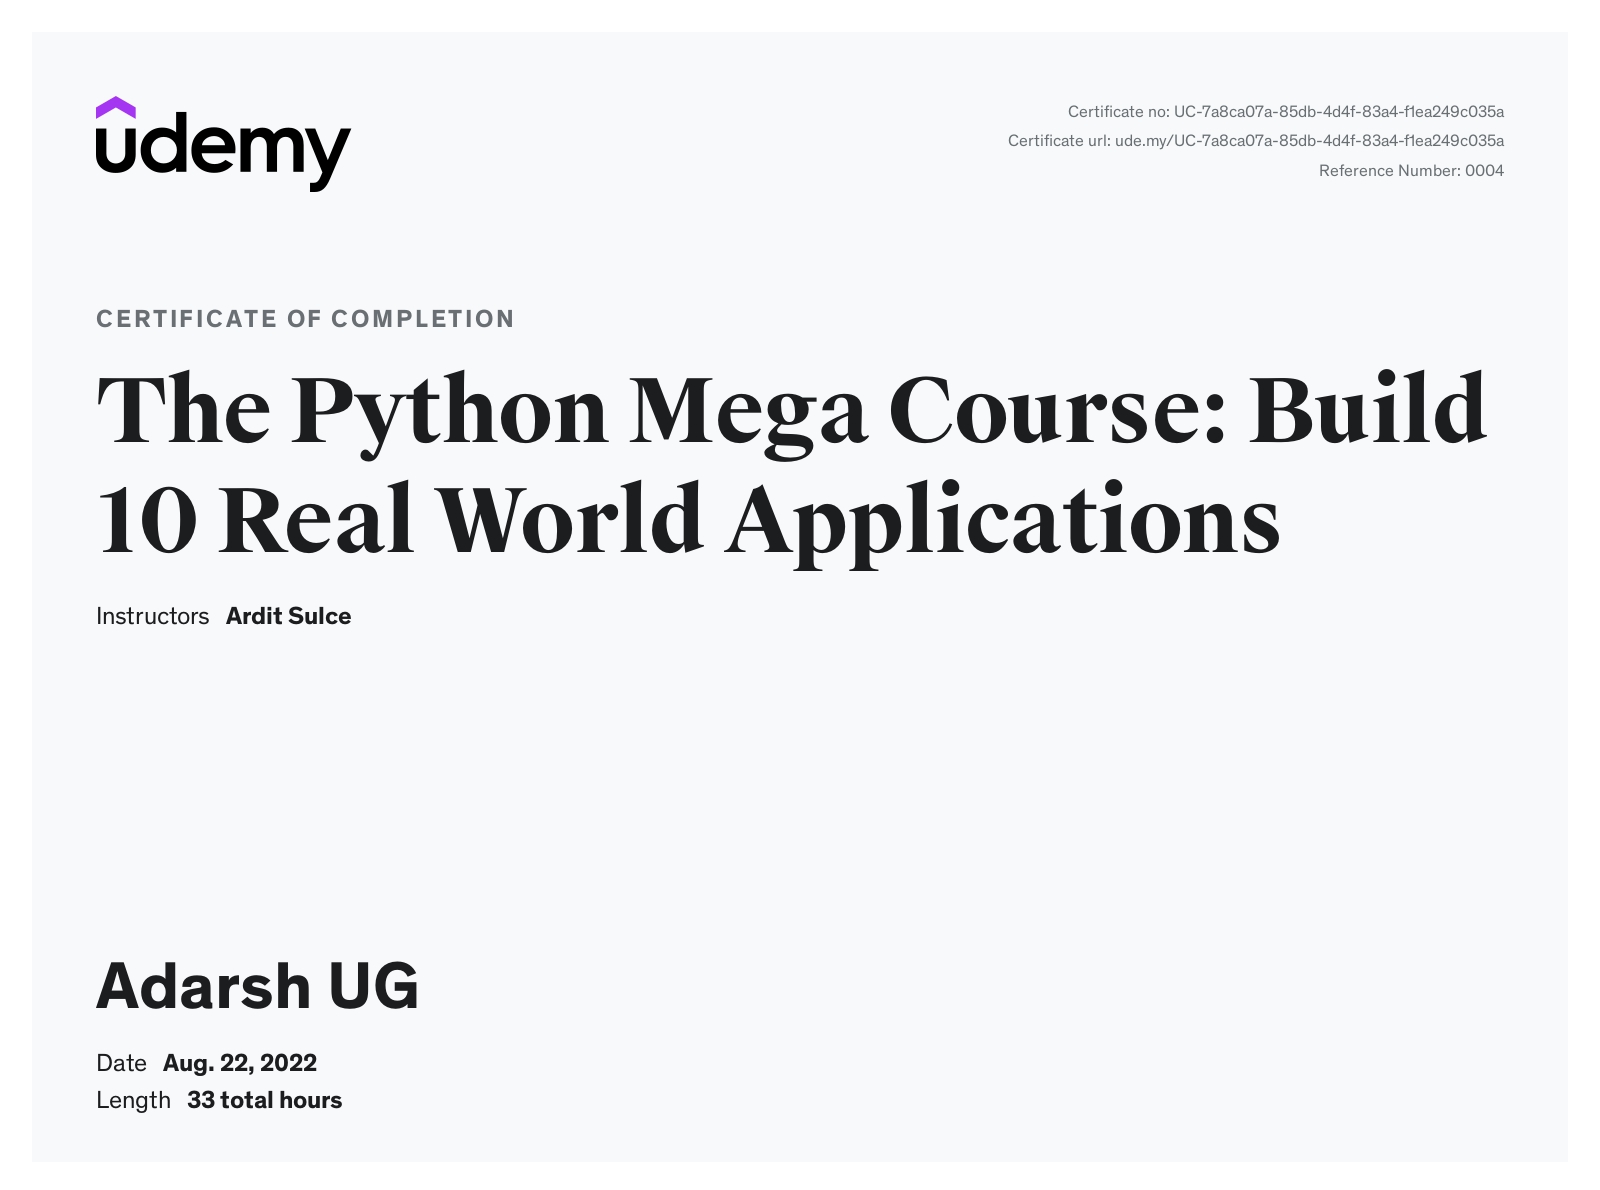 udemy
Certificate no: UC-7a8ca07a-85db-4d4f-83a4-f1ea249c035a
Certificate url: ude.my/UC-7a8ca07a-85db-4d4f-83a4-f1ea249c035a
Reference Number: 0004
CERTIFICATE OF COMPLETION
The Python Mega Course: Build
10 Real World Applications
Instructors Ardit Sulce
Adarsh UG
Date Aug. 22, 2022
Length 33 total hours